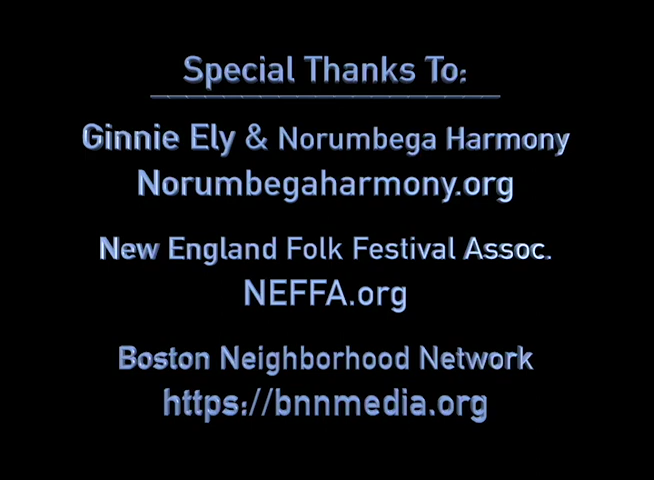 Special Thanks To:
Ginnie Ely & Norumbega Harmony
Norumbegaharmony.org
New England Folk Festival Assoc.
NEFFA.org
Boston Neighborhood Network
https://bnnmedia.org